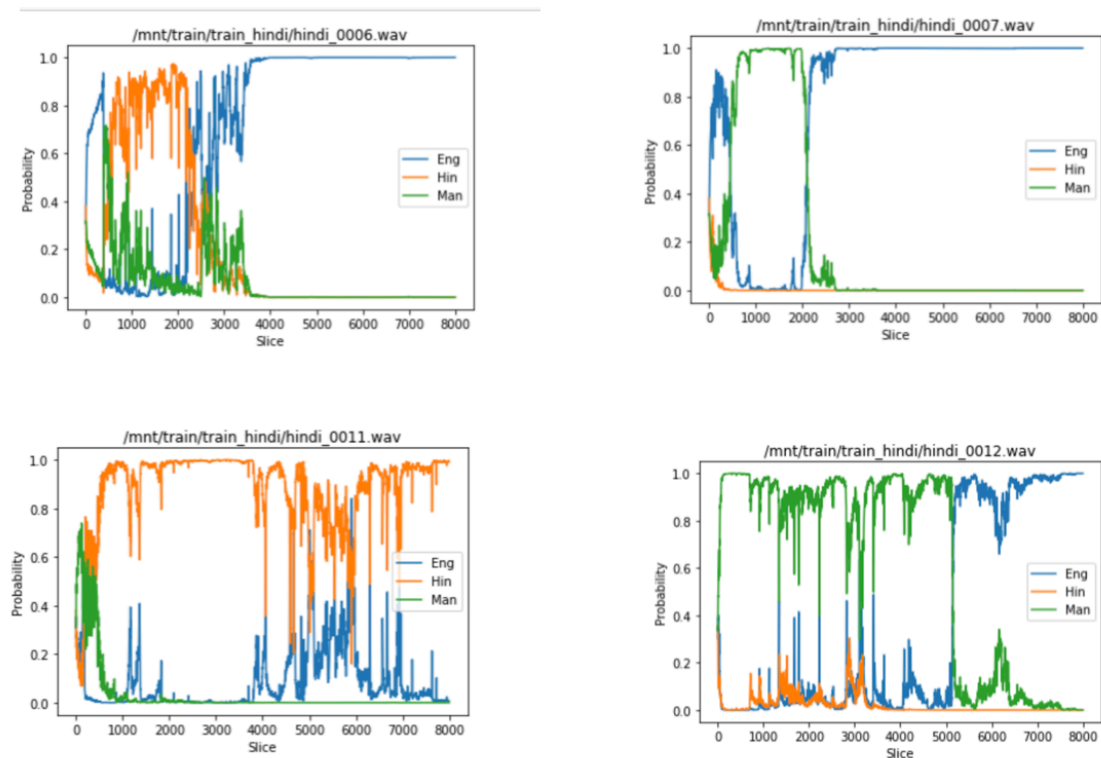 /mnt/train/train_hindi/hindi_0006.wav
1.0
0.8
0.6
0.4
0.2
0.0
Probability
Eng
Hin
Man
0 1000 2000 3000 4000 5000 6000 7000 8000
Slice
/mnt/train/train_hindi/hindi_0007.wav
1.0
0.8
0.6
0.4
0.2
0.0
Probability
Eng
Hin
Man
0 1000 2000 3000 4000 5000 6000 7000 8000
Slice
/mnt/train/train_hindi/hindi_0011.wav
1.0
0.8
0.6
0.4
0.2
0.0
Probability
Eng
Hin
Man
0 1000 2000 3000 4000 5000 6000 7000 8000
Slice
/mnt/train/train_hindi/hindi_0012.wav
1.0
0.8
0.6
0.4
0.2
0.0
Probability
Eng
Hin
Man
0 1000 2000 3000 4000 5000 6000 7000 8000
Slice